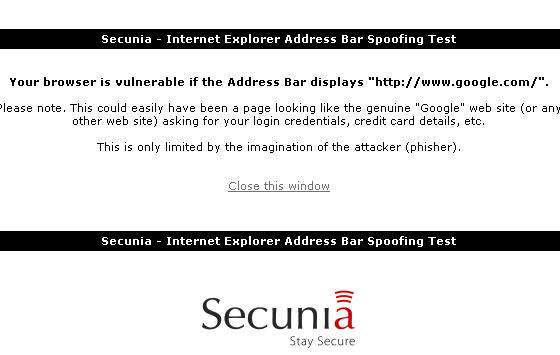 Secunia - Internet Explorer Address Bar Spoofing Test
Your browser is vulnerable if the Address Bar displays "http://www.google.com/".
Please note. This could easily have been a page looking like the genuine "Google" web site (or any
other web site) asking for your login credentials, credit card details, etc.
This is only limited by the imagination of the attacker (phisher).
Close this window
Secunia - Internet Explorer Address Bar Spoofing Test
Secunia
Stay Secure